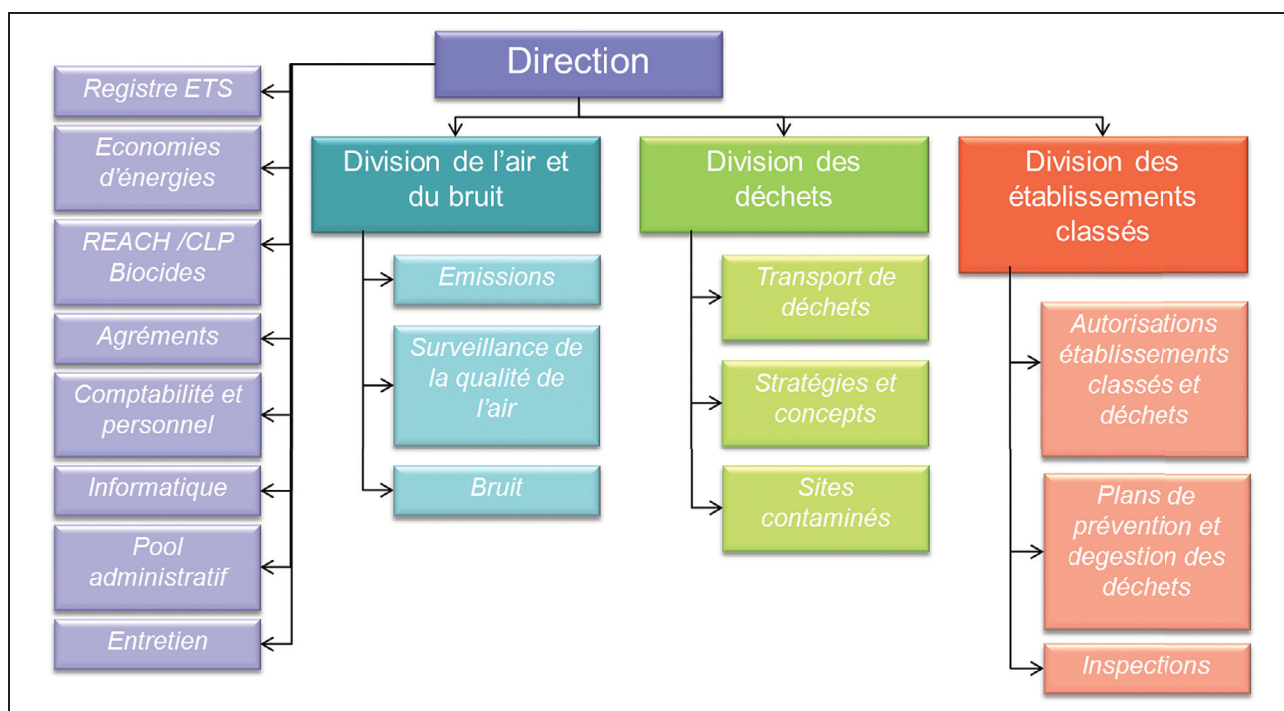 Direction
Registre ETS
Economies
d'énergies
REACH /CLP
Biocides
Agréments
Comptabilité et
personnel
Informatique
Pool
administratif
Entretien
Division de l'air et
du bruit
Emissions
Surveillance de
la qualité de
l'air
Bruit
Division des
déchets
Transport de
déchets
Stratégies et
concepts
Sites
contaminés
Division des
établissements
classés
Autorisations
établissements
classés et
déchets
Plans de
prévention et
degestion des
déchets
Inspections